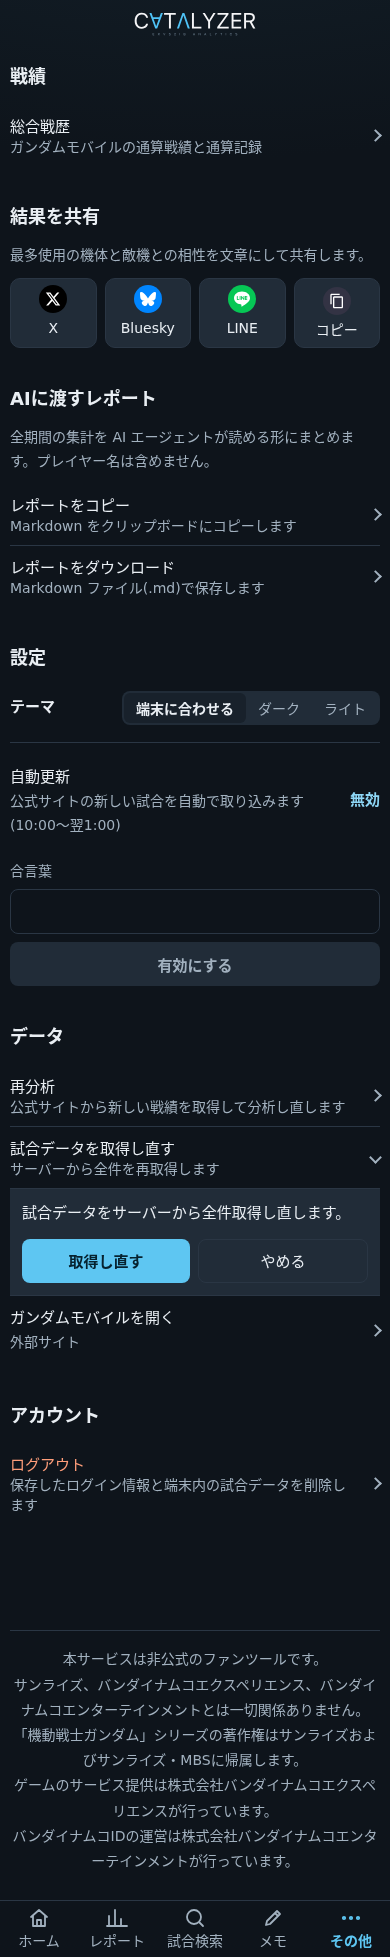 CATALYZER
戦績
総合戦歴
ガンダムモバイルの通算戦績と通算記録
結果を共有
最多使用の機体と敵機との相性を文章にして共有します。
X
Bluesky
LINE
コピー
AIに渡すレポート
全期間の集計を AI エージェントが読める形にまとめま
す。プレイヤー名は含めません。
レポートをコピー
Markdown をクリップボードにコピーします
レポートをダウンロード
Markdown ファイル(.md)で保存します
設定
テーマ
端末に合わせる ダーク ライト
自動更新
公式サイトの新しい試合を自動で取り込みます
(10:00〜翌1:00)
無効
合言葉
有効にする
データ
再分析
公式サイトから新しい戦績を取得して分析し直します
試合データを取得し直す
サーバーから全件を再取得します
試合データをサーバーから全件取得し直します。
取得し直す やめる
ガンダムモバイルを開く
外部サイト
アカウント
ログアウト
保存したログイン情報と端末内の試合データを削除し
ます
本サービスは非公式のファンツールです。
サンライズ、バンダイナムコエクスペリエンス、バンダイ
ナムコエンターテインメントとは一切関係ありません。
「機動戦士ガンダム」シリーズの著作権はサンライズおよ
びサンライズ・MBSに帰属します。
ゲームのサービス提供は株式会社バンダイナムコエクスペ
リエンスが行っています。
バンダイナムコIDの運営は株式会社バンダイナムコエンタ
ーテインメントが行っています。
ホーム レポート 試合検索 メモ その他